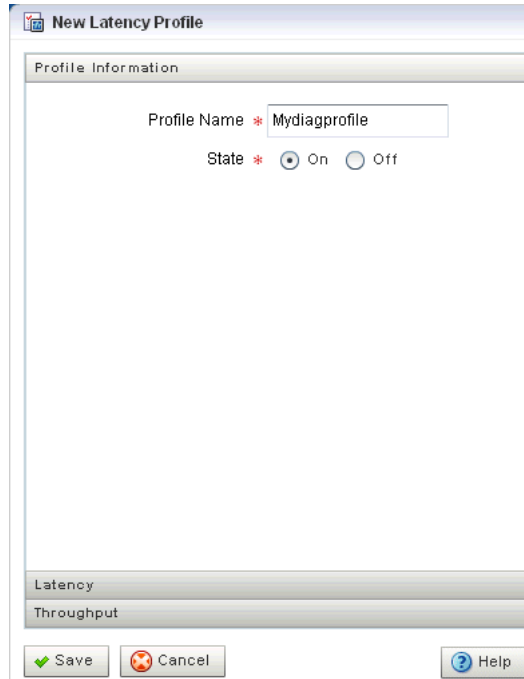 New Latency Profile
Profile Information
Profile Name * Mydiagprofile
State * On Off
Latency
Throughput
Save Cancel ? Help